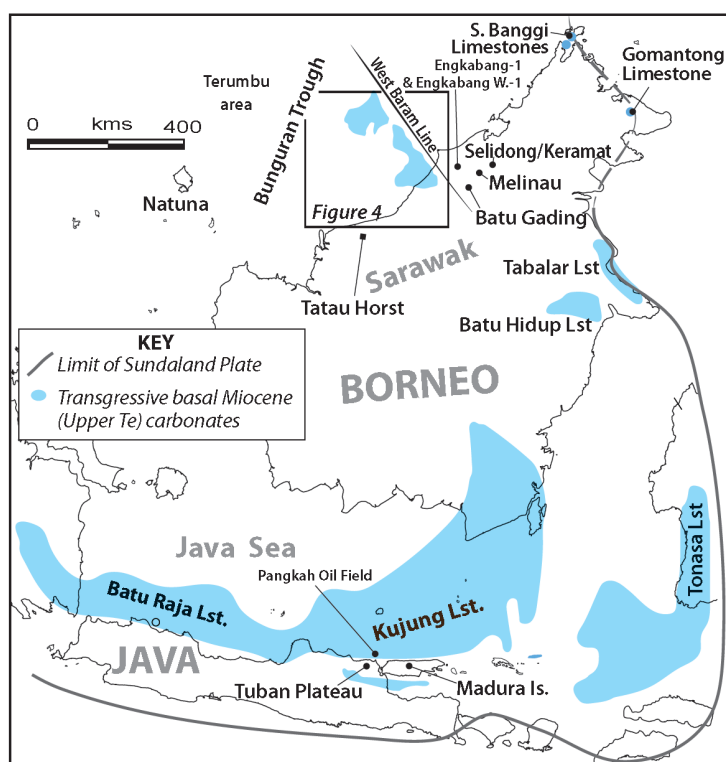 S. Banggi
Limestones
Engkabang-1
& Engkabang W.-1
Gomantong
Limestone
Terumbu
area
0 kms 400
Bunguran Trough
West Baram Line
Selidong/Keramat
Melinau
Natuna
Figure 4
Batu Gading
Sarawak
Tabalar Lst
Tatau Horst
Batu Hidup Lst
KEY
Limit of Sundaland Plate
Transgressive basal Miocene
(Upper Te) carbonates
BORNEO
Tonasa Lst
Java Sea
Pangkah Oil Field
Batu Raja Lst.
Kujung Lst.
JAVA
Tuban Plateau
Madura Is.